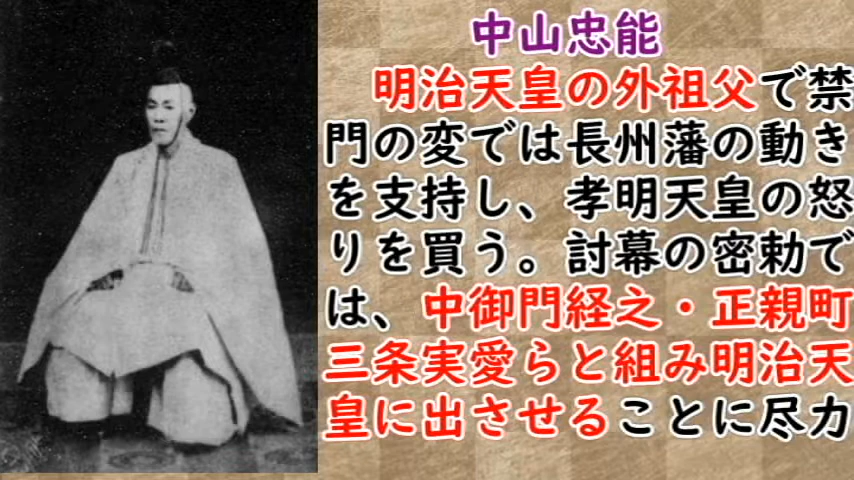 中山忠能
明治天皇の外祖父で禁
門の変では長州藩の動き
を支持し、孝明天皇の怒
りを買う。討幕の密勅で
は、中御門経之・正親町
三条実愛らと組み明治天
皇に出させることに尽力